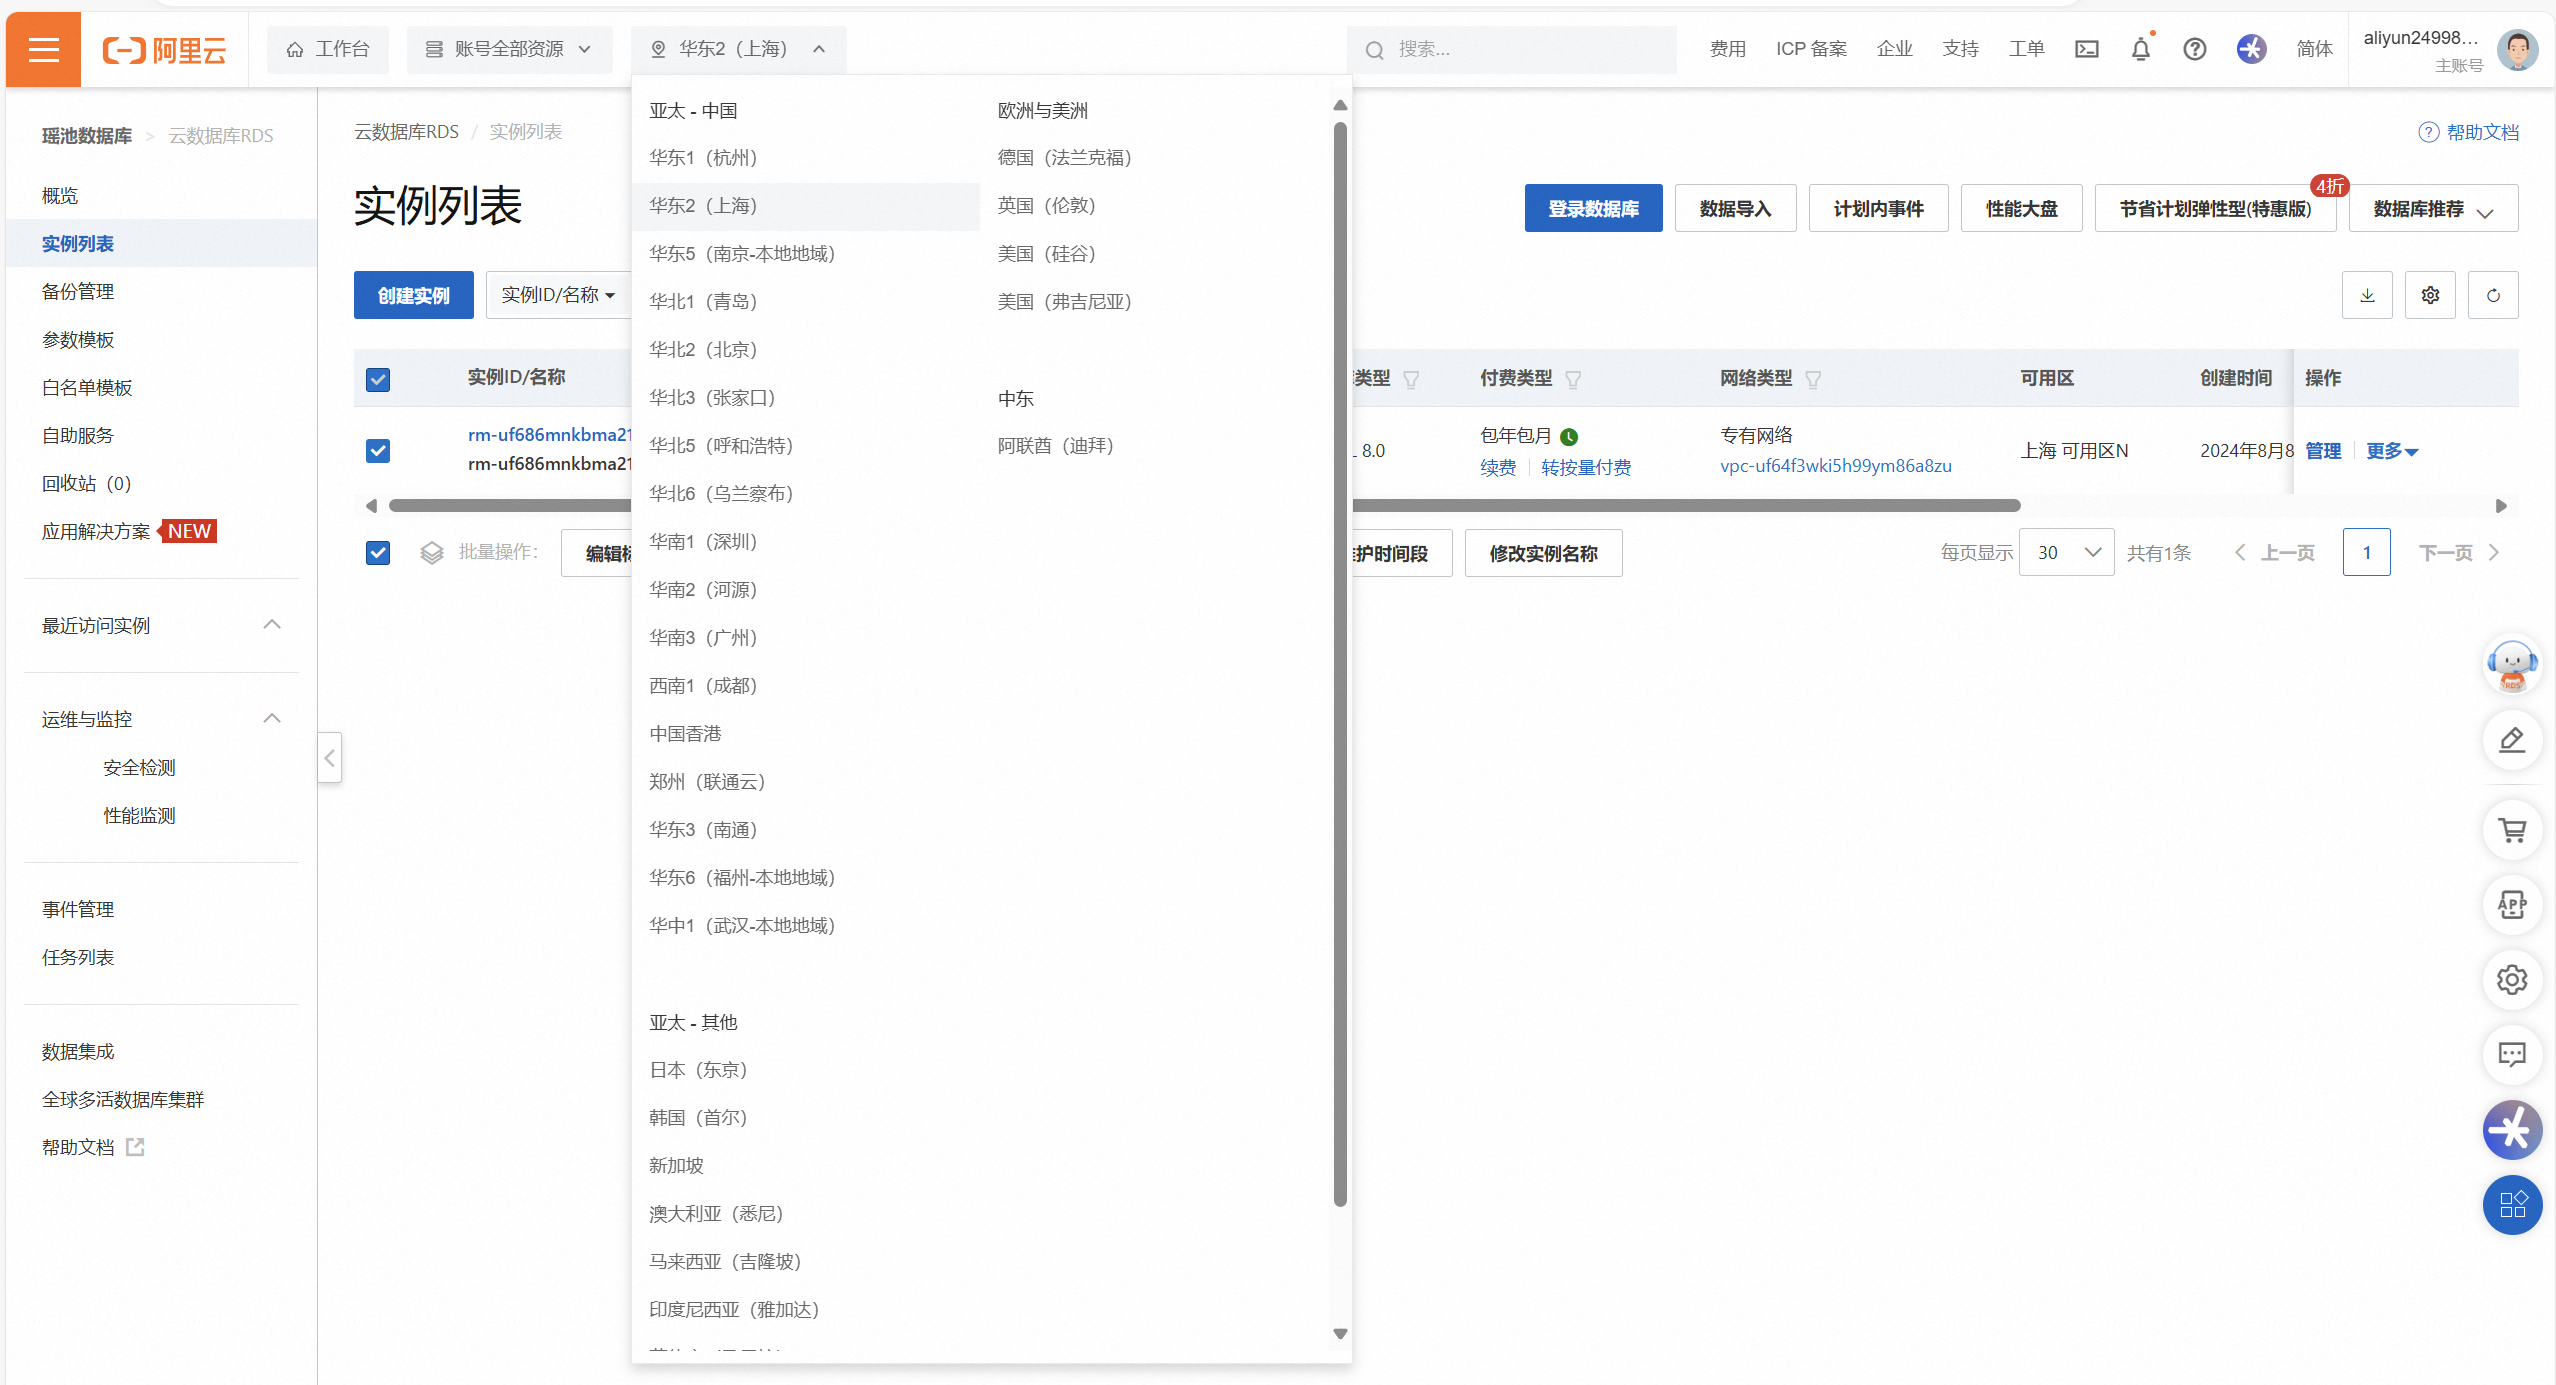 阿里云
工作台
账号全部资源
华东2（上海）
搜索...
费用
ICP 备案
企业
支持
工单
简体
aliyun24998...
主账号
瑶池数据库 > 云数据库RDS
概览
实例列表
备份管理
参数模板
白名单模板
自助服务
回收站（0）
应用解决方案 NEW
最近访问实例
运维与监控
安全检测
性能监测
事件管理
任务列表
数据集成
全球多活数据库集群
帮助文档
云数据库RDS / 实例列表
帮助文档
实例列表
登录数据库
数据导入
计划内事件
性能大盘
节省计划弹性型(特惠版)
4折
数据库推荐
创建实例
实例ID/名称
亚太 - 中国
华东1（杭州）
华东2（上海）
华东5（南京-本地地域）
华北1（青岛）
华北2（北京）
华北3（张家口）
华北5（呼和浩特）
华北6（乌兰察布）
华南1（深圳）
华南2（河源）
华南3（广州）
西南1（成都）
中国香港
郑州（联通云）
华东3（南通）
华东6（福州-本地地域）
华中1（武汉-本地地域）
亚太 - 其他
日本（东京）
韩国（首尔）
新加坡
澳大利亚（悉尼）
马来西亚（吉隆坡）
印度尼西亚（雅加达）
欧洲与美洲
德国（法兰克福）
英国（伦敦）
美国（硅谷）
美国（弗吉尼亚）
中东
阿联酋（迪拜）
实例ID/名称
类型
付费类型
网络类型
可用区
创建时间
操作
rm-uf686mnkbma21
rm-uf686mnkbma21
8.0
包年包月
续费
转按量付费
专有网络
vpc-uf64f3wki5h99ym86a8zu
上海 可用区N
2024年8月8
管理
更多
批量操作：
编辑标
护时间段
修改实例名称
每页显示
30
共有1条
上一页
1
下一页
RDS
APP